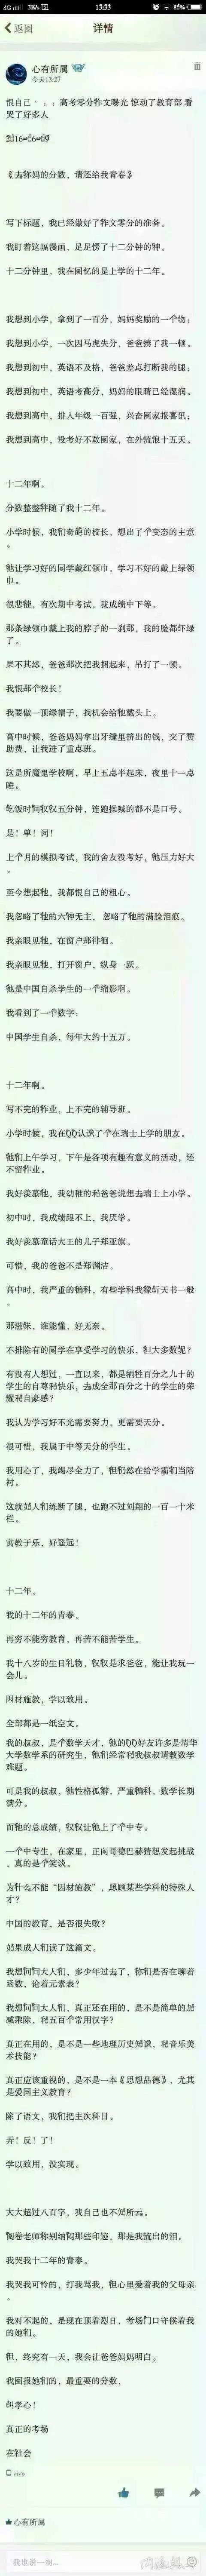 4G
13:33
返回
详情
心有所属
今天13:27
恨自己丶；；高考零分作文曝光 惊动了教育部 看
哭了好多人
2016-6-9
《去你妈的分数，请还给我青春》
写下标题，我已经做好了作文零分的准备。
我盯着这幅漫画，足足愣了十二分钟的钟。
十二分钟里，我在回忆的是上学的十二年。
我想到小学，拿到了一百分，妈妈奖励的一个吻；
我想到小学，一次因马虎失分，爸爸揍了我一顿。
我想到初中，英语不及格，爸爸差点打断我的腿；
我想到初中，英语考高分，妈妈的眼睛已经湿润。
我想到高中，排入年级一百强，兴奋阖家报喜讯；
我想到高中，没考好不敢回家，在外流浪十五天。
十二年啊。
分数整整伴随了我十二年。
小学时候，我们奇葩的校长，想出了个变态的主意
。
他让学习好的同学戴红领巾，学习不好的戴上绿领
巾。
很悲催，有次期中考试，我成绩中下等。
那条绿领巾戴上我的脖子的一刹那，我的脸都吓绿
了。
果不其然，爸爸那次把我捆起来，吊打了一顿。
我恨那个校长！
我要做一顶绿帽子，找机会给他戴头上。
高中时候，爸爸妈妈拿出牙缝里挤出的钱，交了赞
助费，让我进了重点班。
这是所魔鬼学校啊，早上五点半起床，夜里十一点
睡。
吃饭时间仅仅五分钟，连跑操喊的都不是口号。
是！单！词！
上个月的模拟考试，我的舍友没考好，他压力好大
。
至今想起他，我都恨自己的粗心。
我忽略了他的六神无主，忽略了他的满脸泪痕。
我亲眼见他，在窗户那徘徊。
我亲眼见他，打开窗户，纵身一跃。
他是中国自杀学生的一个缩影啊。
我看到了一个数字：
中国学生自杀，每年大约十五万。
十二年啊。
写不完的作业，上不完的辅导班。
小学时候，我在QQ认识了个在瑞士上学的朋友。
他们上午学习，下午是各项有趣有意义的活动，还
不留作业。
我好羡慕他，我幼稚的和爸爸说想去瑞士上小学。
初中时，我成绩跟不上，我厌学。
我好羡慕童话大王的儿子郑亚旗。
可惜，我的爸爸不是郑渊洁。
高中时，我严重的偏科，有些学科我像听天书一般
。
那滋味，谁能懂，好无奈。
不排除有的同学在享受学习的快乐，但大多数呢？
有没有人想过，一直以来，都是牺牲百分之九十的
学生的自尊和快乐，去成全那百分之十的学生的荣
耀和自豪感？
我认为学习好不光需要努力，更需要天分。
很可惜，我属于中等天分的学生。
我用心了，我竭尽全力了，但仍然在给学霸们当陪
衬。
这就如人们练断了腿，也跑不过刘翔的一百一十米
栏。
寓教于乐，好遥远！
十二年。
我的十二年的青春。
再穷不能穷教育，再苦不能苦学生。
我十八岁的生日礼物，仅仅是求爸爸，能让我玩一
会儿。
因材施教，学以致用。
全部都是一纸空文。
我的叔叔，是个数学天才，他的QQ好友许多是清华
大学数学系的研究生，他们经常和我叔叔请教数学
难题。
可是我的叔叔，他性格孤僻，严重偏科，数学长期
满分。
而他的总成绩，仅仅让他上了个中专。
一个中专生，在家里，正向哥德巴赫猜想发起挑战
，真的是个笑谈。
为什么不能“因材施教”，照顾某些学科的特殊人
才？
中国的教育，是否很失败？
如果成人们读了这篇文。
我想问问大人们，多少年过去了，你们是否在聊着
函数，论着元素表？
我想问问大人们，真正还在用的，是不是简单的加
减乘除，和五百个常用汉字？
真正在用的，是不是一些地理历史知识，和音乐美
术技能？
真正应该重视的，是不是一本《思想品德》，尤其
是爱国主义教育？
除了语文，我们把主次科目。
弄！反！了！
学以致用，没实现。
大大超过八百字，我自己也不知所云。
阅卷老师你别纳闷那些印迹，那是我流出的泪。
我哭我十二年的青春。
我哭我可怜的，打我骂我，但心里爱着我的父母亲
。
我对不起的，是现在顶着烈日，考场门口守候着我
的她们。
但，终究有一天，我会让爸爸妈妈明白。
我回报她们的，最重要的分数，
叫孝心！
真正的考场
在社会
vivo
心有所属
我也说一句...